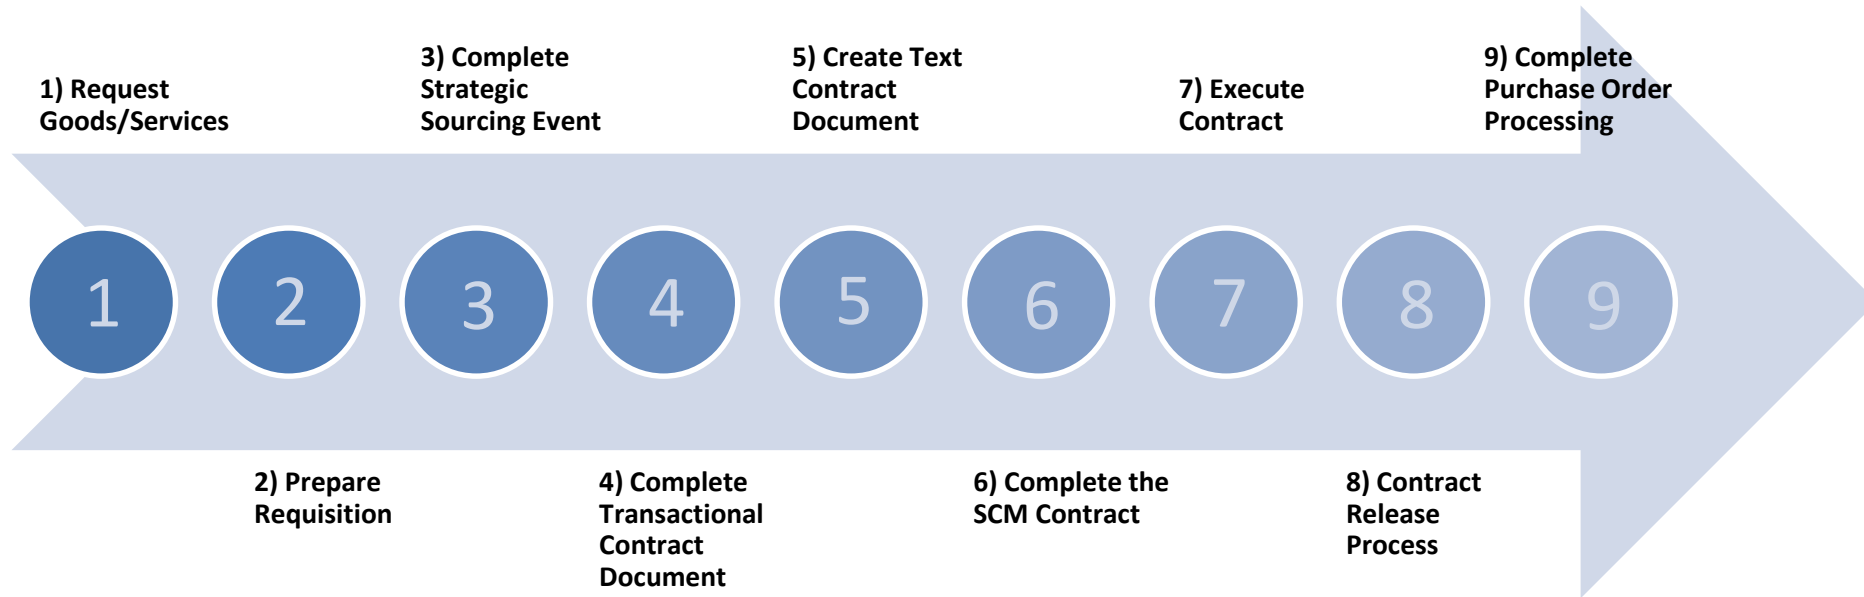 1) Request
Goods/Services
3) Complete
Strategic
Sourcing Event
5) Create Text
Contract
Document
7) Execute
Contract
9) Complete
Purchase Order
Processing
1 2 3 4 5 6 7 8 9
2) Prepare
Requisition
4) Complete
Transactional
Contract
Document
6) Complete the
SCM Contract
8) Contract
Release
Process